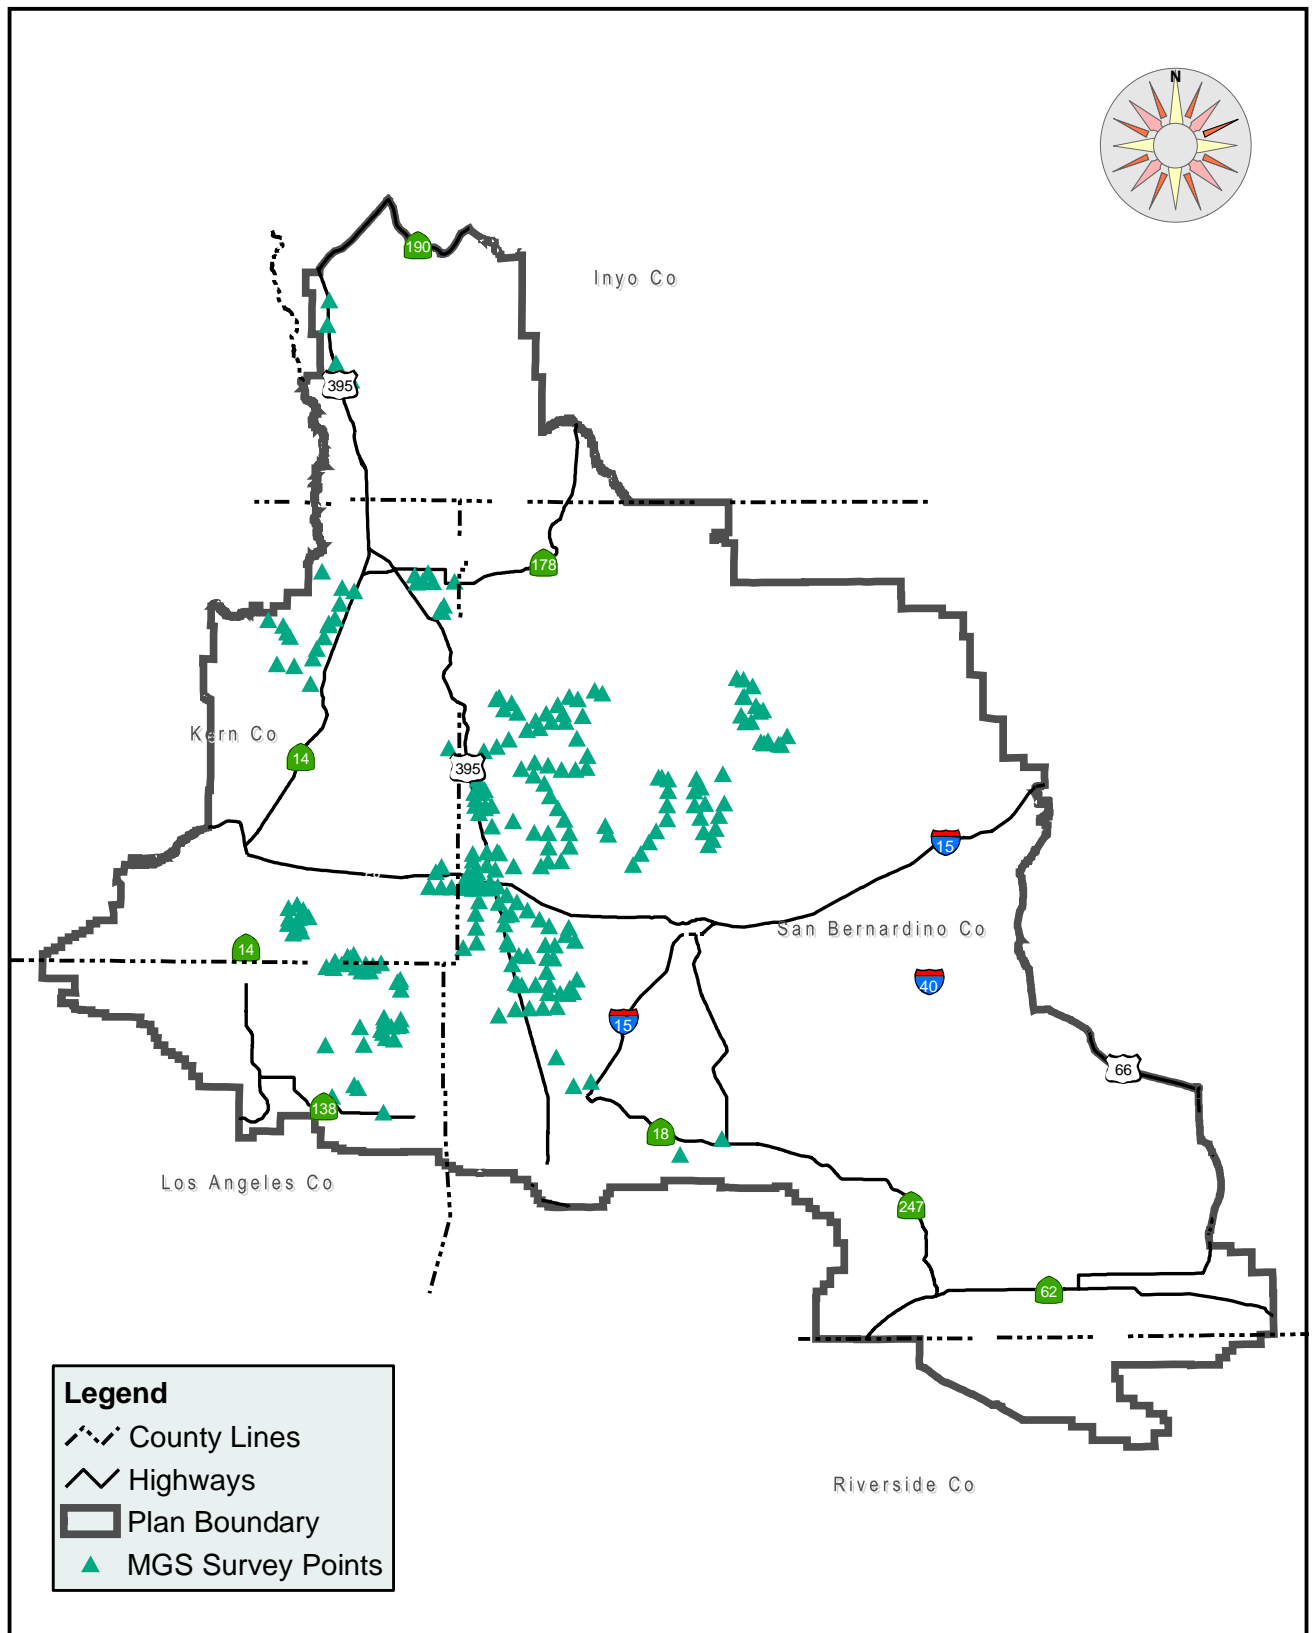 N
190
Inyo Co
395
178
Kern Co
14
395
15
San Bernardino Co
14
40
15
66
138
18
Los Angeles Co
247
62
Legend
County Lines
Highways
Plan Boundary
MGS Survey Points
Riverside Co